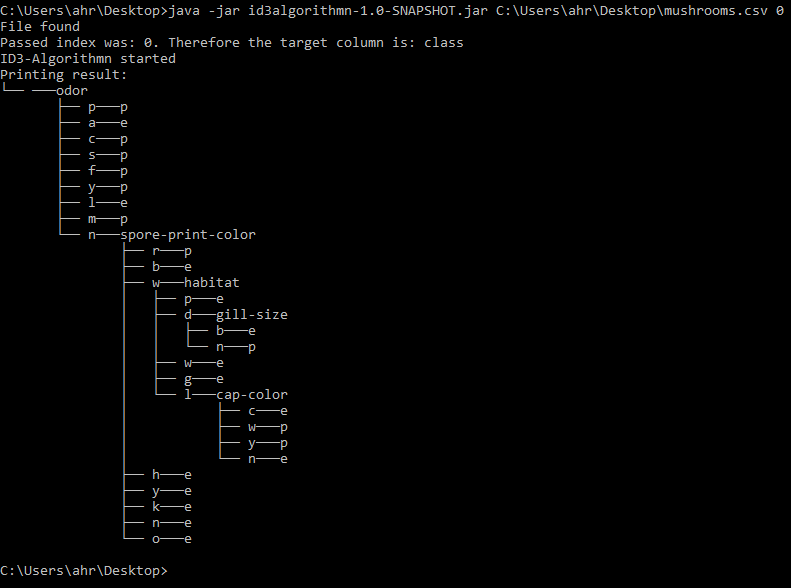 C:\Users\ahr\Desktop>java -jar id3algorithmn-1.0-SNAPSHOT.jar C:\Users\ahr\Desktop\mushrooms.csv 0
File found
Passed index was: 0. Therefore the target column is: class
ID3-Algorithmn started
Printing result:
└── ───odor
       ├── p───p
       ├── a───e
       ├── c───p
       ├── s───p
       ├── f───p
       ├── y───p
       ├── l───e
       ├── m───p
       └── n───spore-print-color
               ├── r───p
               ├── b───e
               ├── w───habitat
               │   ├── p───e
               │   ├── d───gill-size
               │   │   ├── b───e
               │   │   └── n───p
               │   ├── w───e
               │   ├── g───e
               │   └── l───cap-color
               │           ├── c───e
               │           ├── w───p
               │           ├── y───p
               │           └── n───e
               ├── h───e
               ├── y───e
               ├── k───e
               ├── n───e
               └── o───e
C:\Users\ahr\Desktop>